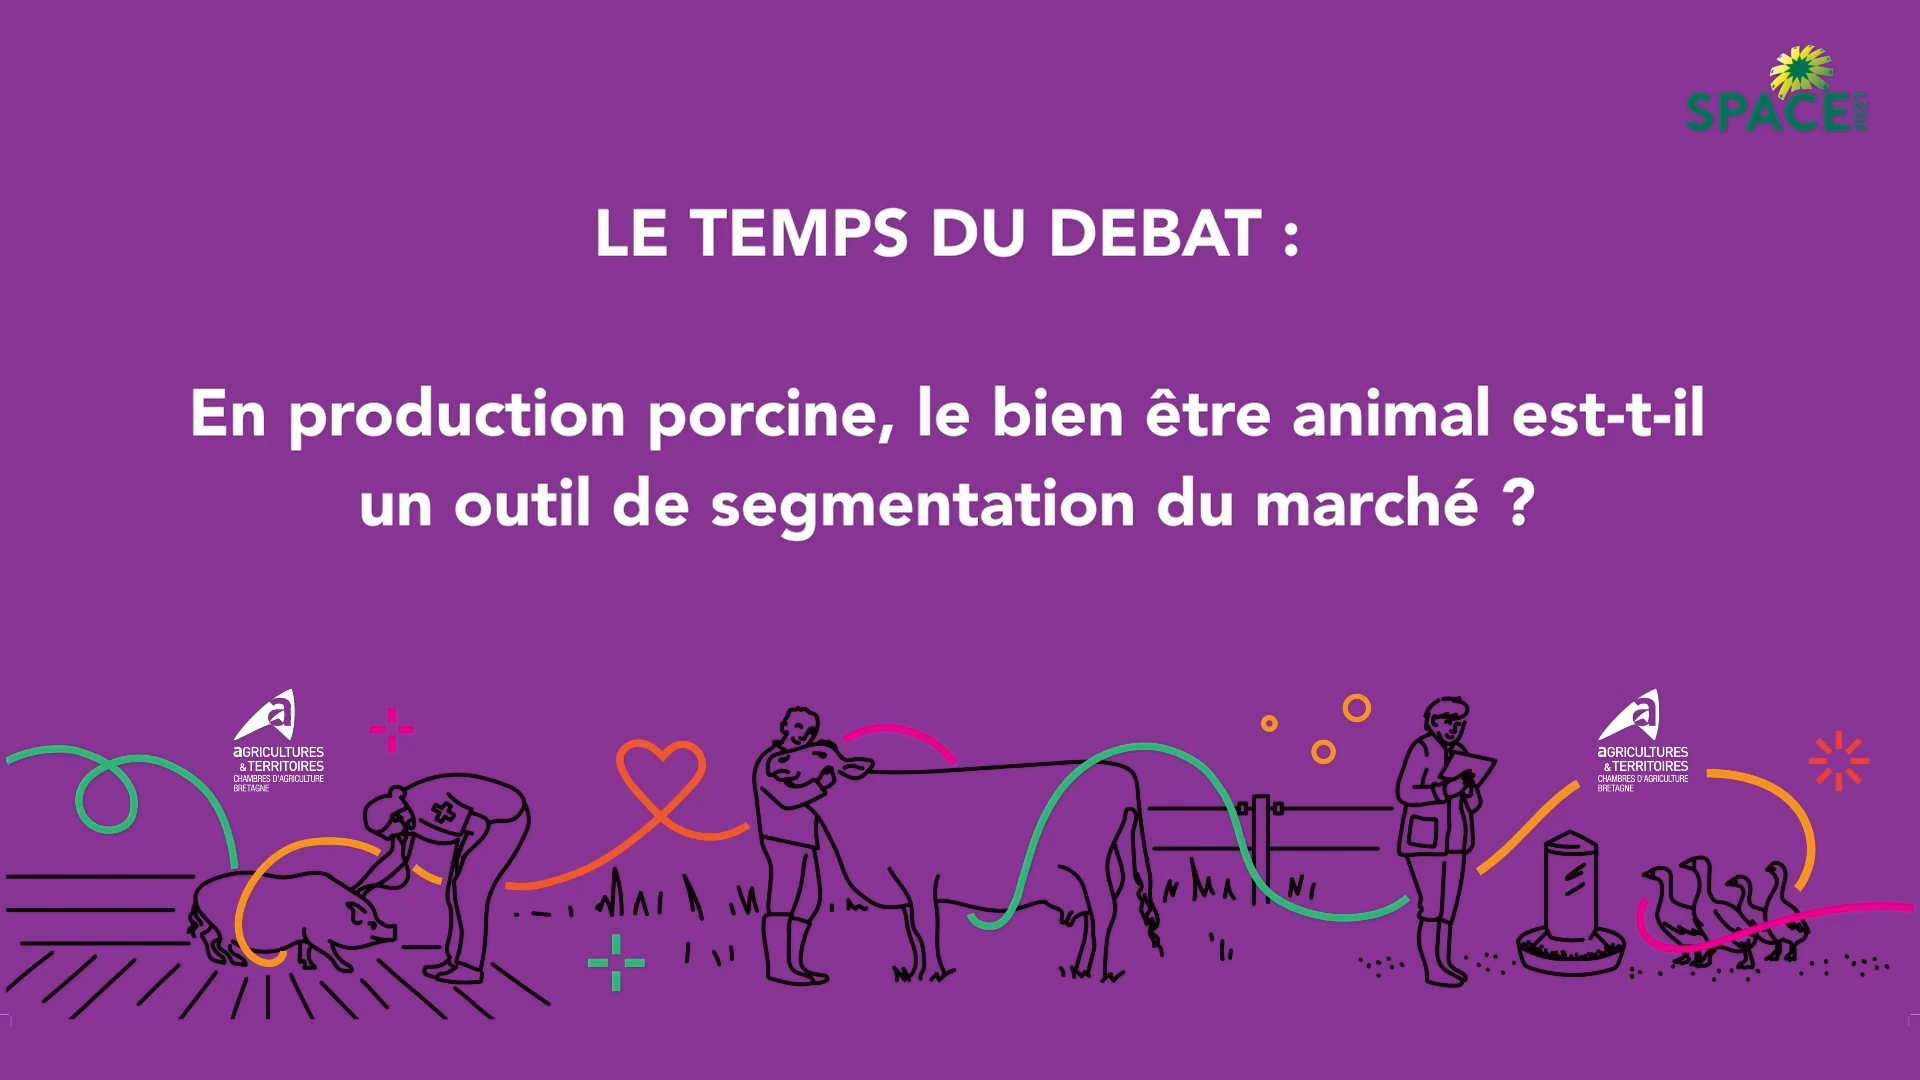 SPACE 2021
LE TEMPS DU DEBAT :
En production porcine, le bien être animal est-t-il
un outil de segmentation du marché ?
aGRICULTURES
& TERRITOIRES
CHAMBRES D'AGRICULTURE
BRETAGNE
aGRICULTURES
& TERRITOIRES
CHAMBRES D'AGRICULTURE
BRETAGNE